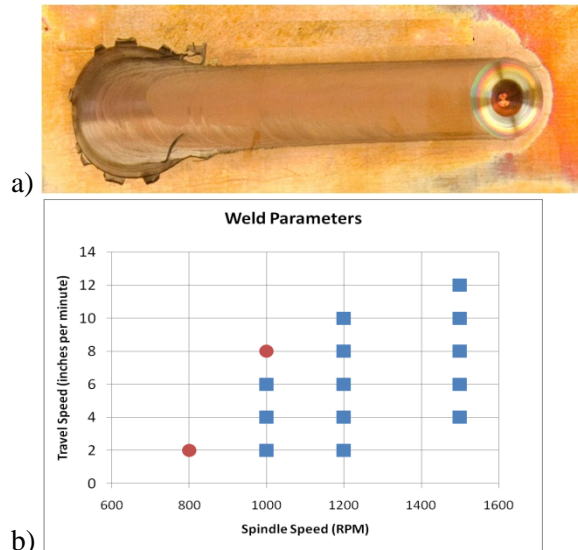 a)
Weld Parameters
Travel Speed (inches per minute)
14
12
10
8
6
4
2
0
600
800
1000
1200
1400
1600
Spindle Speed (RPM)
b)